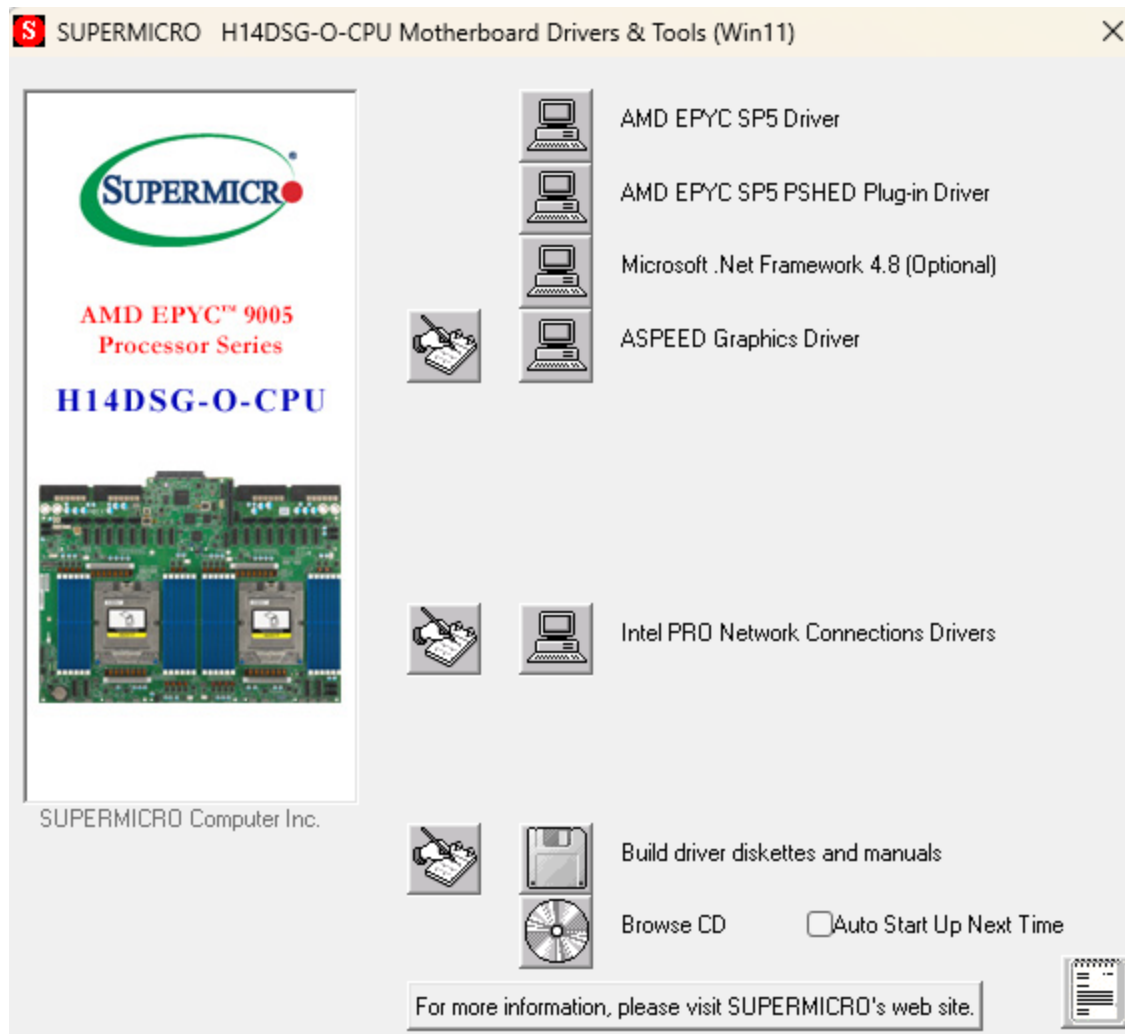 S SUPERMICRO H14DSG-O-CPU Motherboard Drivers & Tools (Win11)
SUPERMICRO
AMD EPYC™ 9005
Processor Series
H14DSG-O-CPU
SUPERMICRO Computer Inc.
AMD EPYC SP5 Driver
AMD EPYC SP5 PSHED Plug-in Driver
Microsoft .Net Framework 4.8 (Optional)
ASPEED Graphics Driver
Intel PRO Network Connections Drivers
Build driver diskettes and manuals
Browse CD Auto Start Up Next Time
For more information, please visit SUPERMICRO's web site.